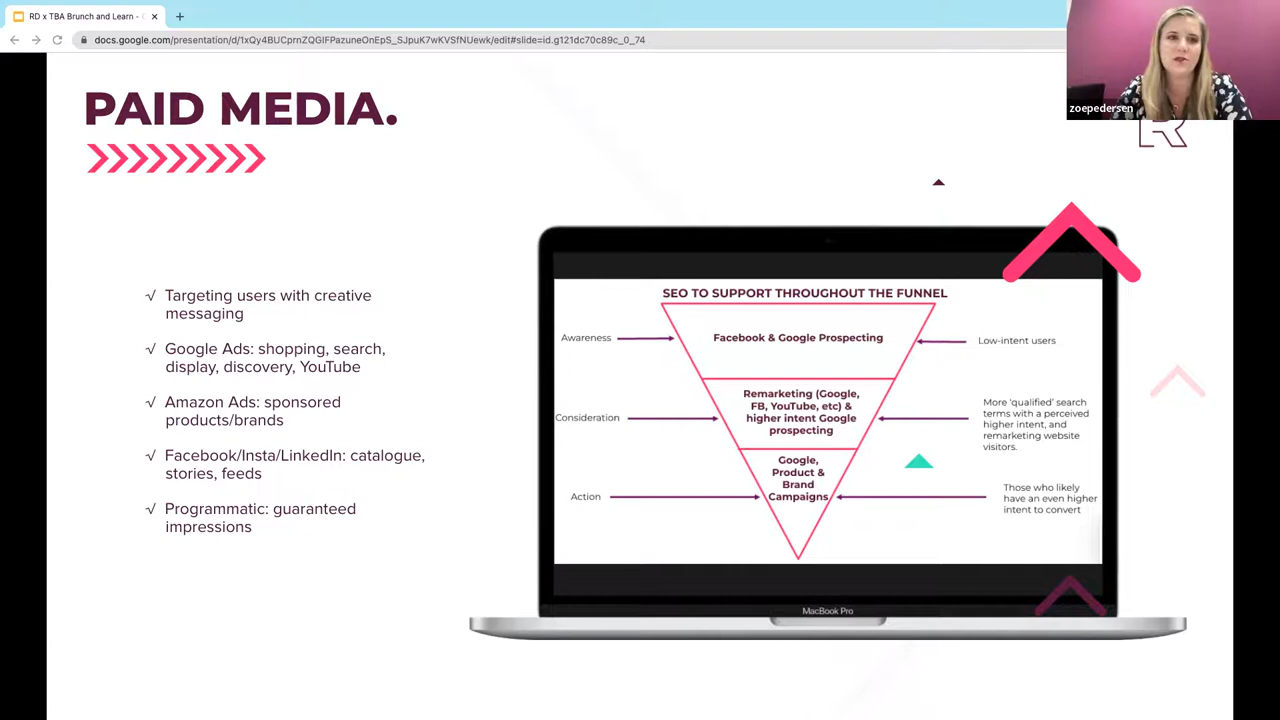 RD x TBA Brunch and Learn -
docs.google.com/presentation/d/1xQy4BUCprnZQGIFPazuneOnEpS_SJpuK7wKVSfNUewk/edit#slide=id.g121dc70c89c_0_74
zoepedersen
PAID MEDIA.
R
√ Targeting users with creative
messaging
√ Google Ads: shopping, search,
display, discovery, YouTube
√ Amazon Ads: sponsored
products/brands
√ Facebook/Insta/LinkedIn: catalogue,
stories, feeds
√ Programmatic: guaranteed
impressions
SEO TO SUPPORT THROUGHOUT THE FUNNEL
Awareness
Facebook & Google Prospecting
Low-intent users
Consideration
Remarketing (Google,
FB, YouTube, etc) &
higher intent Google
prospecting
More ‘qualified’ search
terms with a perceived
higher intent, and
remarketing website
visitors.
Action
Google,
Product &
Brand
Campaigns
Those who likely
have an even higher
intent to convert
MacBook Pro